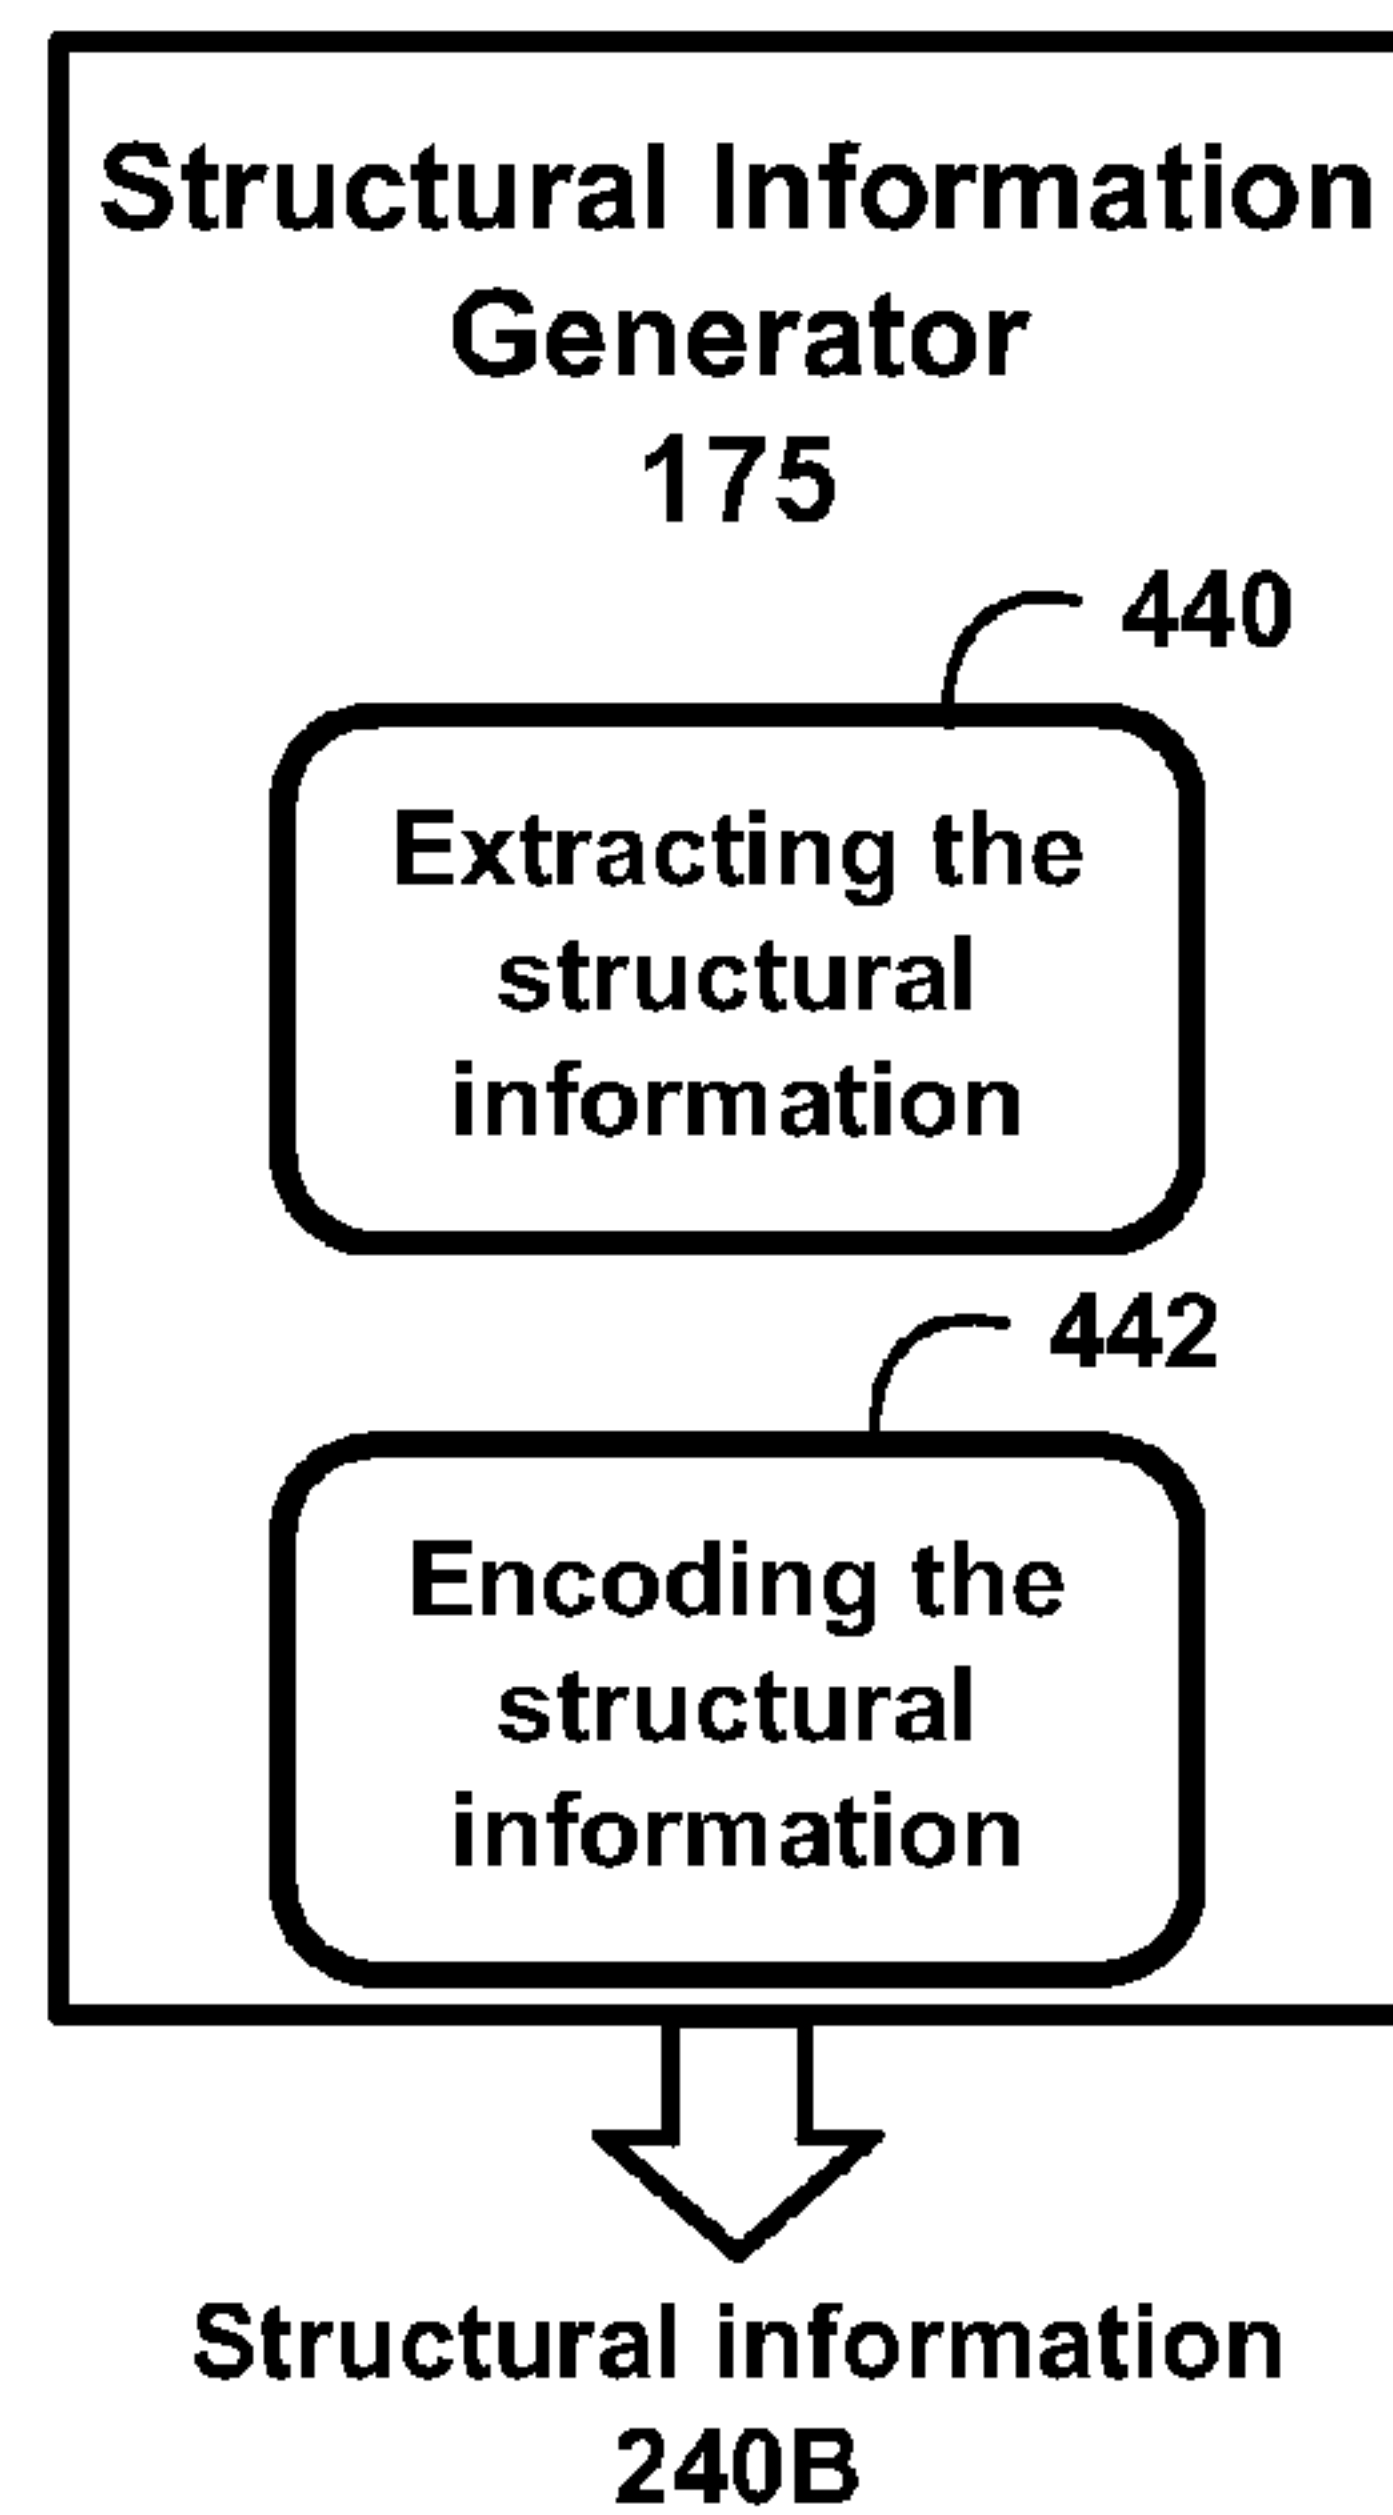 Structural Information
Generator
175
440
Extracting the
structural
information
442
Encoding the
structural
information
Structural information
240B